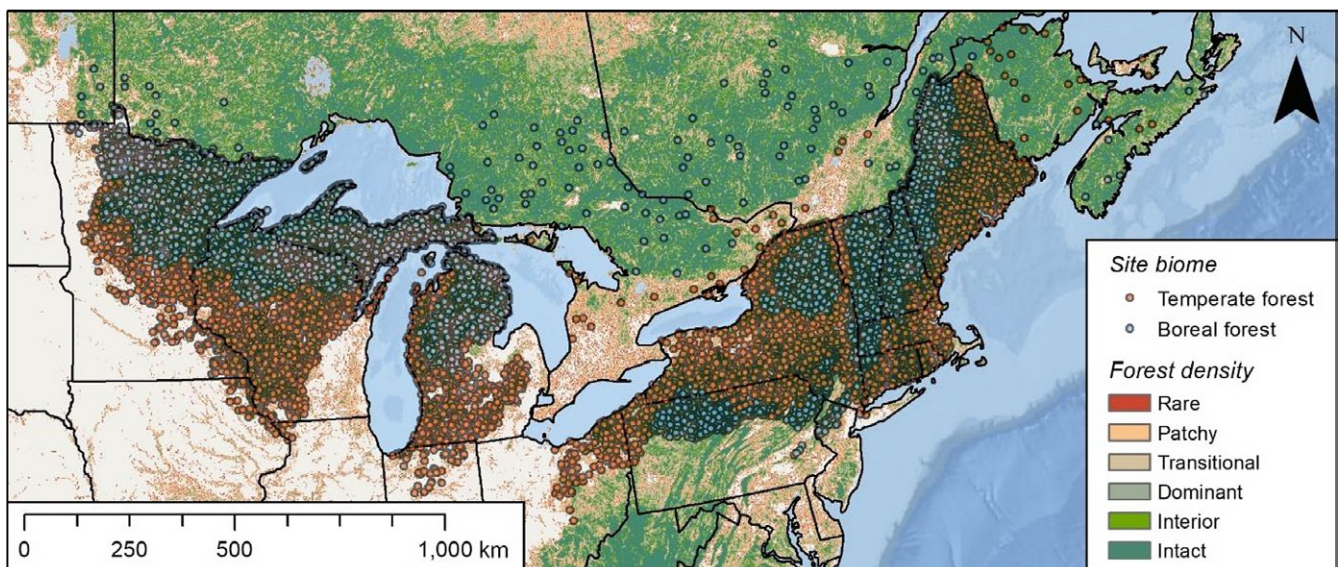 N
Site biome
Temperate forest
Boreal forest
Forest density
Rare
Patchy
Transitional
Dominant
Interior
Intact
0 250 500 1,000 km